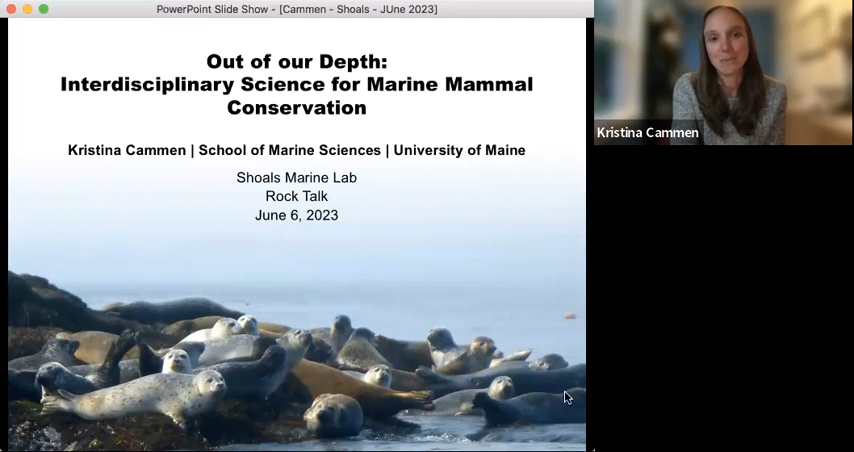 PowerPoint Slide Show - [Cammen - Shoals - JUne 2023]
Out of our Depth:
Interdisciplinary Science for Marine Mammal
Conservation
Kristina Cammen | School of Marine Sciences | University of Maine
Shoals Marine Lab
Rock Talk
June 6, 2023
Kristina Cammen